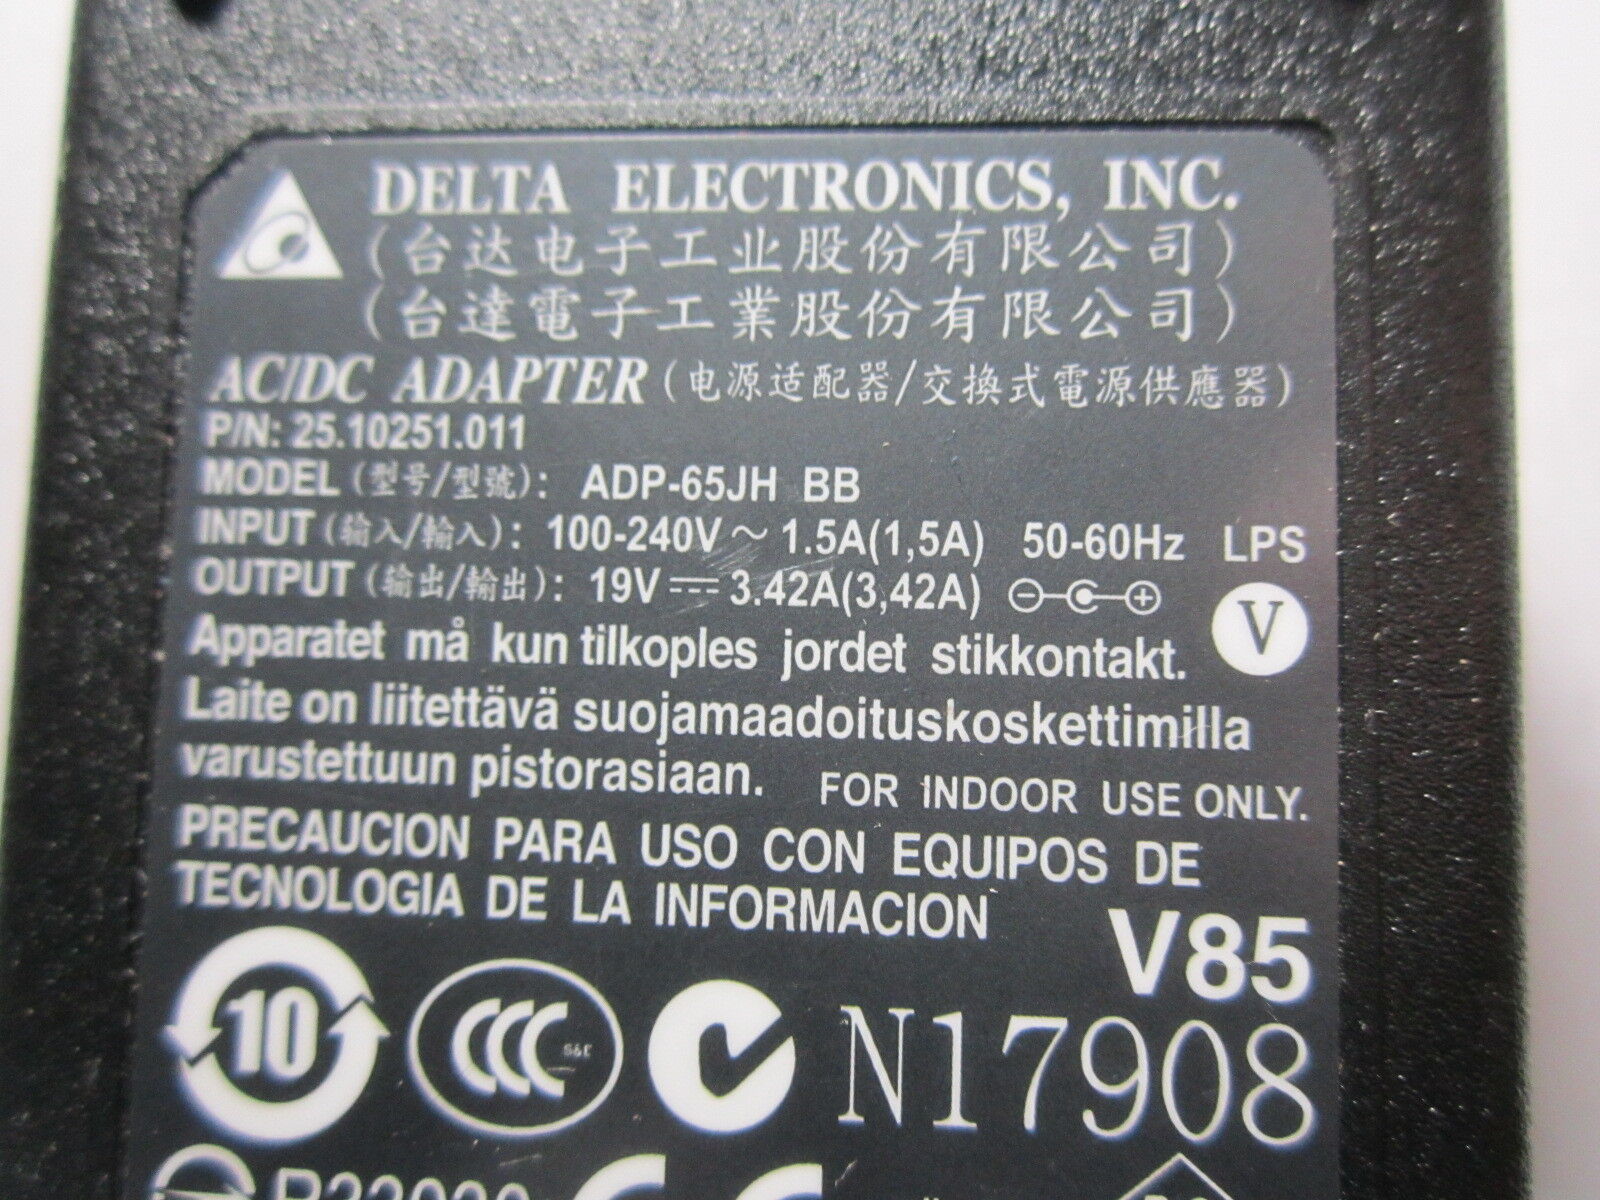 DELTA ELECTRONICS, INC.
(台达电子工业股份有限公司)
(台達電子工業股份有限公司)
AC/DC ADAPTER (电源适配器/交換式電源供應器)
P/N: 25.10251.011
MODEL (型号/型號): ADP-65JH BB
INPUT (输入/輸入): 100-240V ~ 1.5A(1,5A) 50-60Hz LPS
OUTPUT (输出/輸出): 19V ⎓ 3.42A(3,42A)
V
Apparatet må kun tilkoples jordet stikkontakt.
Laite on liitettävä suojamaadoituskoskettimilla
varustettuun pistorasiaan. FOR INDOOR USE ONLY.
PRECAUCION PARA USO CON EQUIPOS DE
TECNOLOGIA DE LA INFORMACION
V85
10 CCC S&E N17908